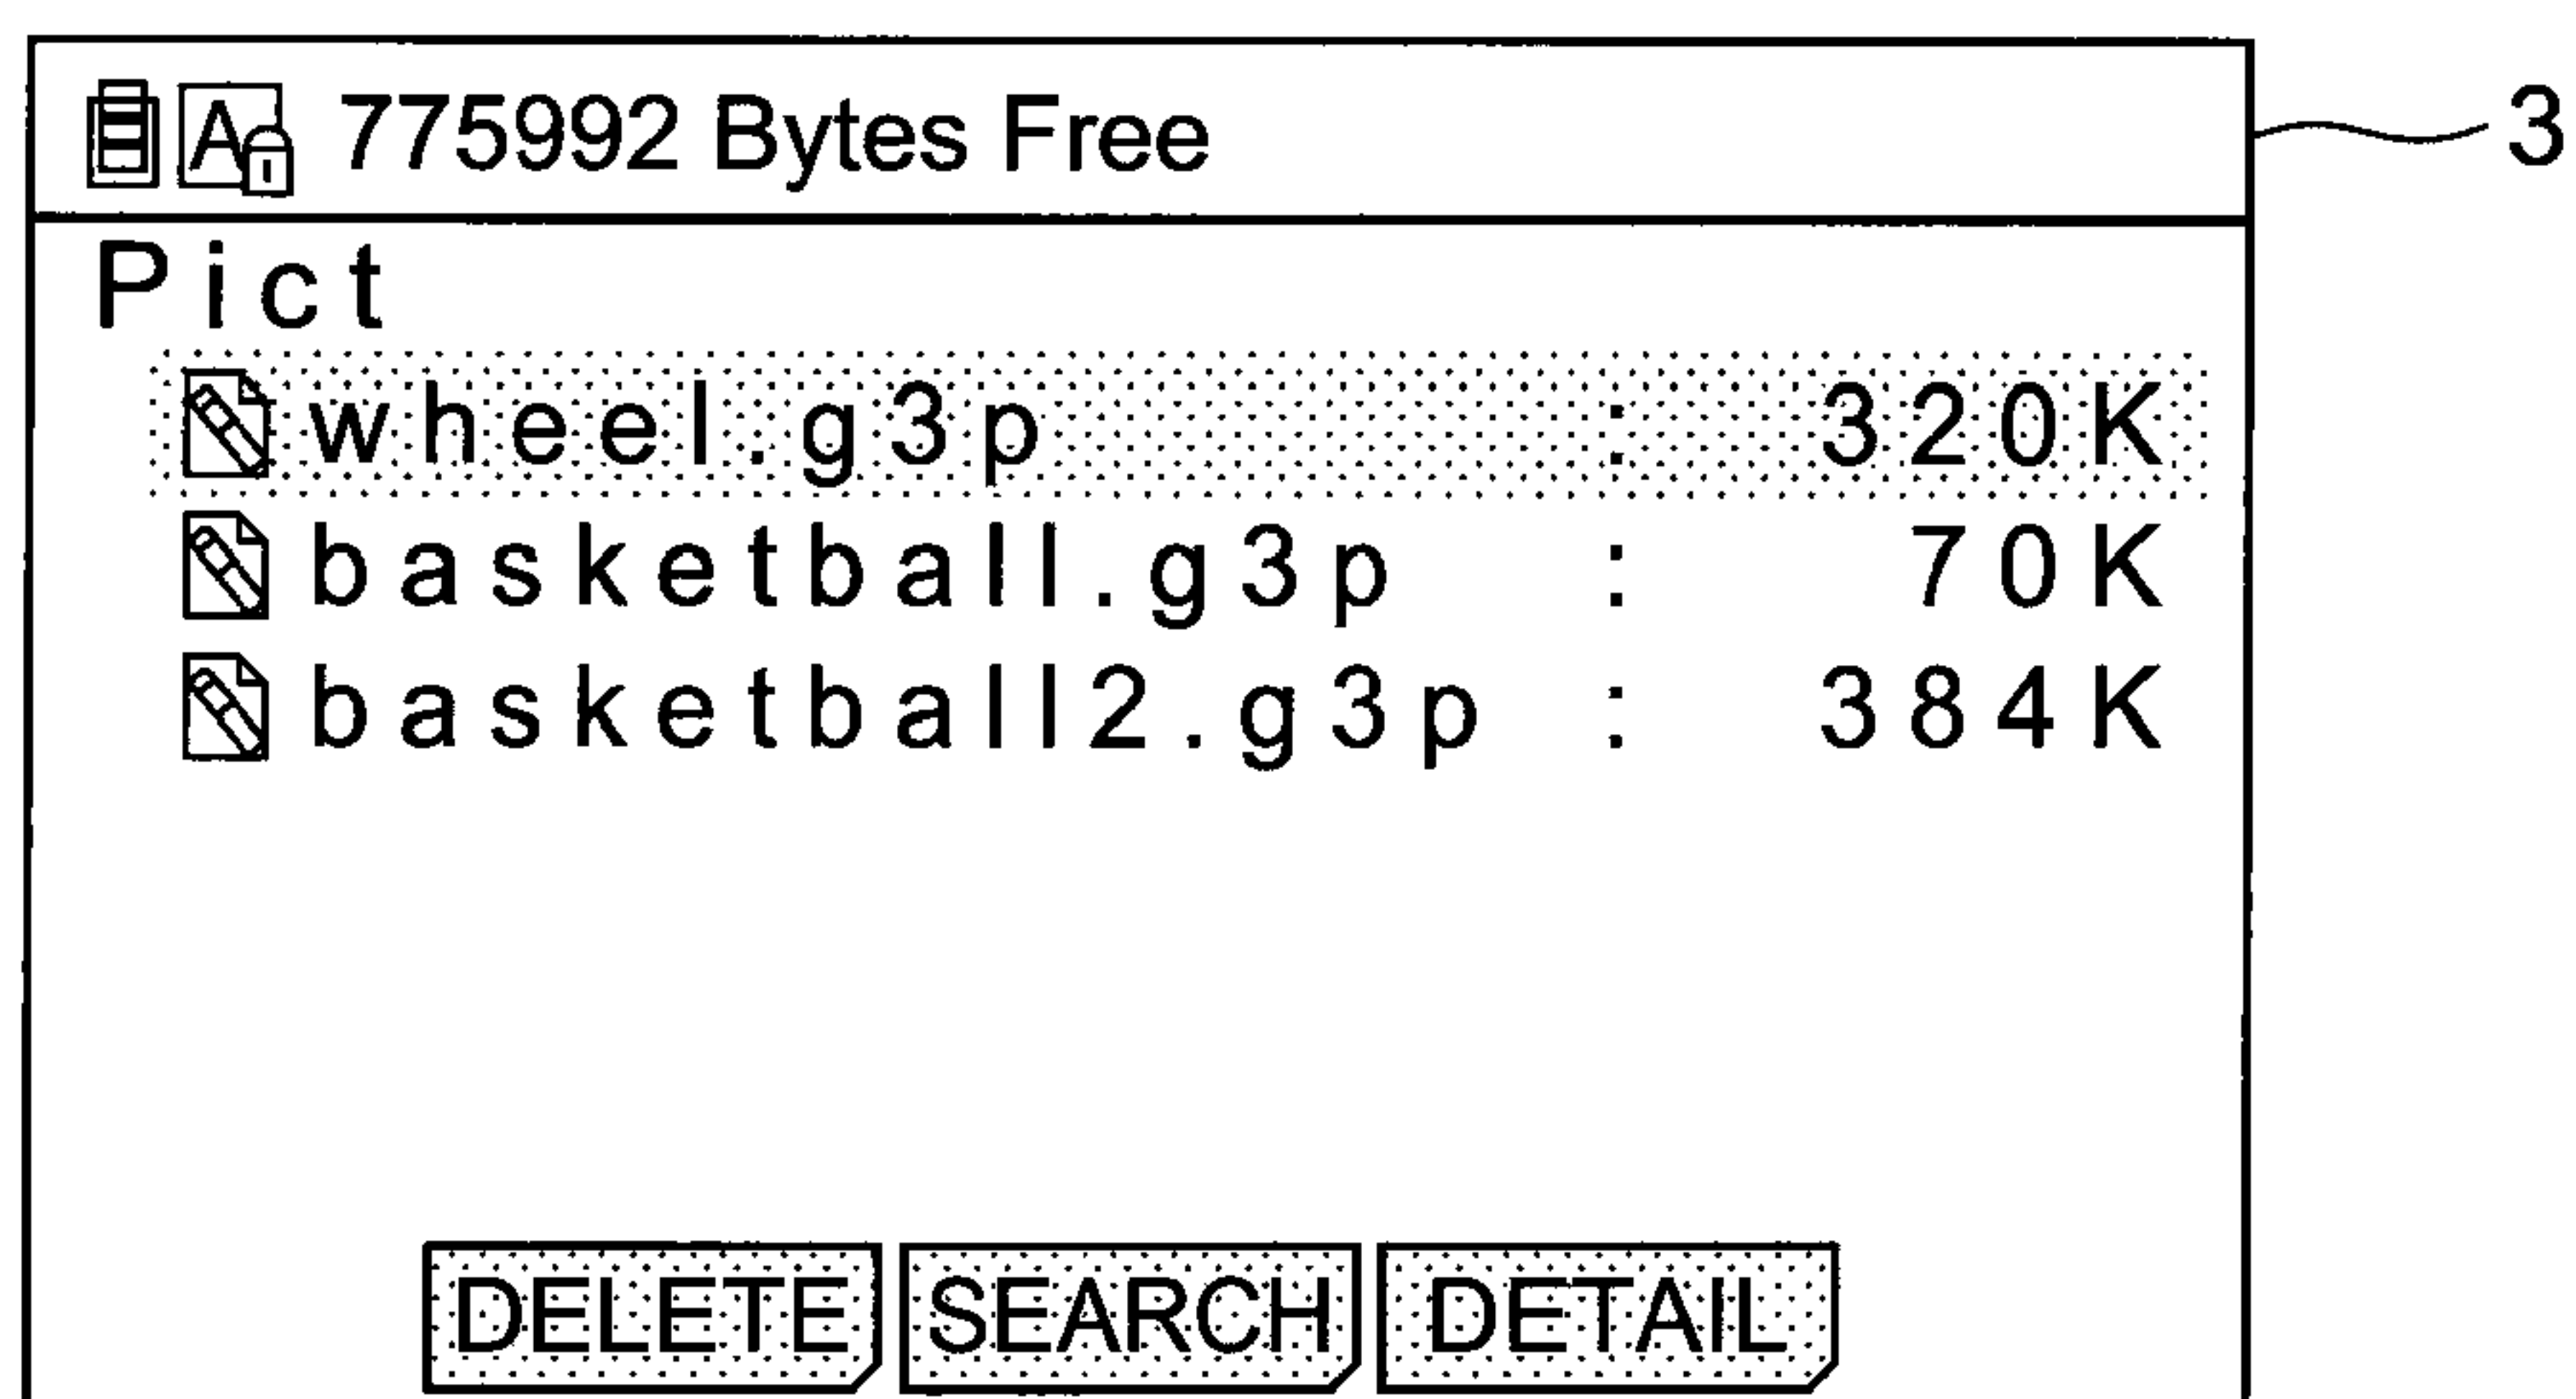 A 775992 Bytes Free 3
Pict
wheel.g3p : 320K
basketball.g3p : 70K
basketball2.g3p : 384K
DELETE SEARCH DETAIL